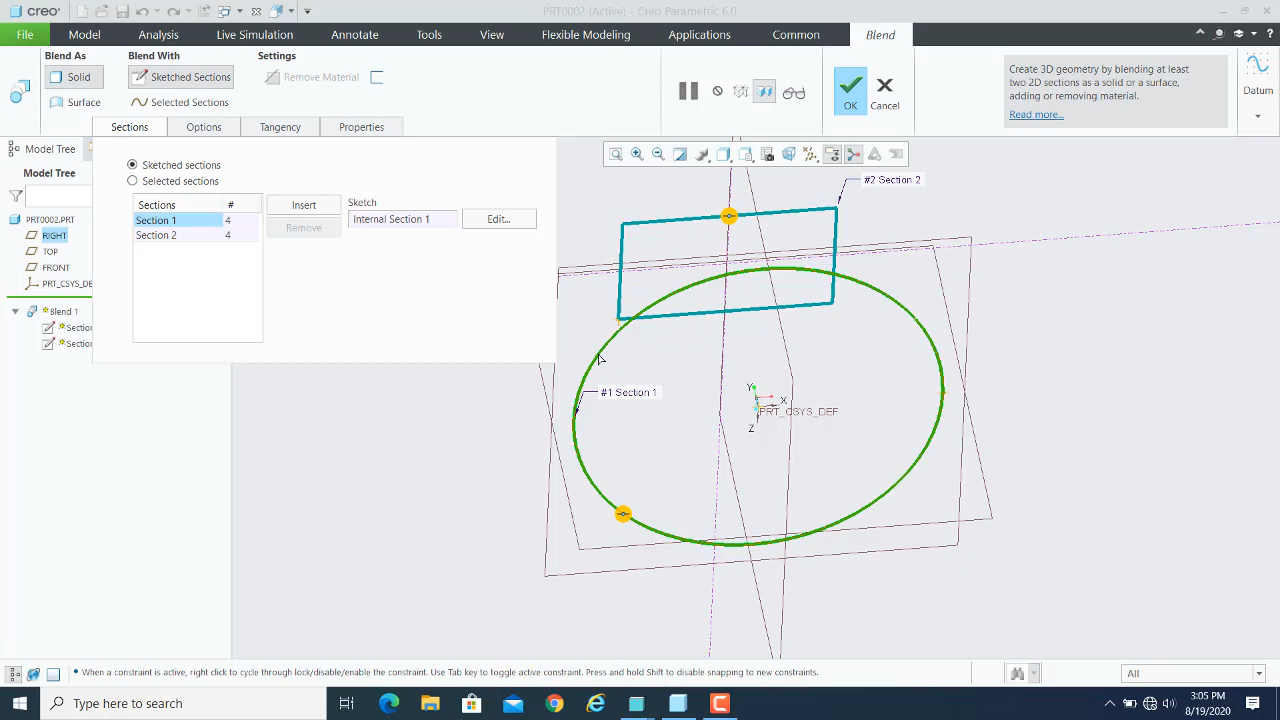 creo
PRT0002 (Active) - Creo Parametric 6.0
File Model Analysis Live Simulation Annotate Tools View Flexible Modeling Applications Common Blend
Blend As Blend With Settings
Solid Sketched Sections Remove Material
Surface Selected Sections
OK Cancel
Create 3D geometry by blending at least
two 2D sections as a solid or a surface,
adding or removing material.
Read more...
Datum
Sections Options Tangency Properties
Model Tree
Model Tree
PRT0002.PRT
RIGHT
TOP
FRONT
PRT_CSYS_DE
Blend 1
Sectio
Sectio
Sketched sections
Selected sections
Sections #
Section 1 4
Section 2 4
Insert
Remove
Sketch
Internal Section 1 Edit...
#2 Section 2
#1 Section 1
Y
X
Z
PRT_CSYS_DEF
• When a constraint is active, right click to cycle through lock/disable/enable the constraint. Use Tab key to toggle active constraint. Press and hold Shift to disable snapping to new constraints.
All
Type here to search
3:05 PM
8/19/2020